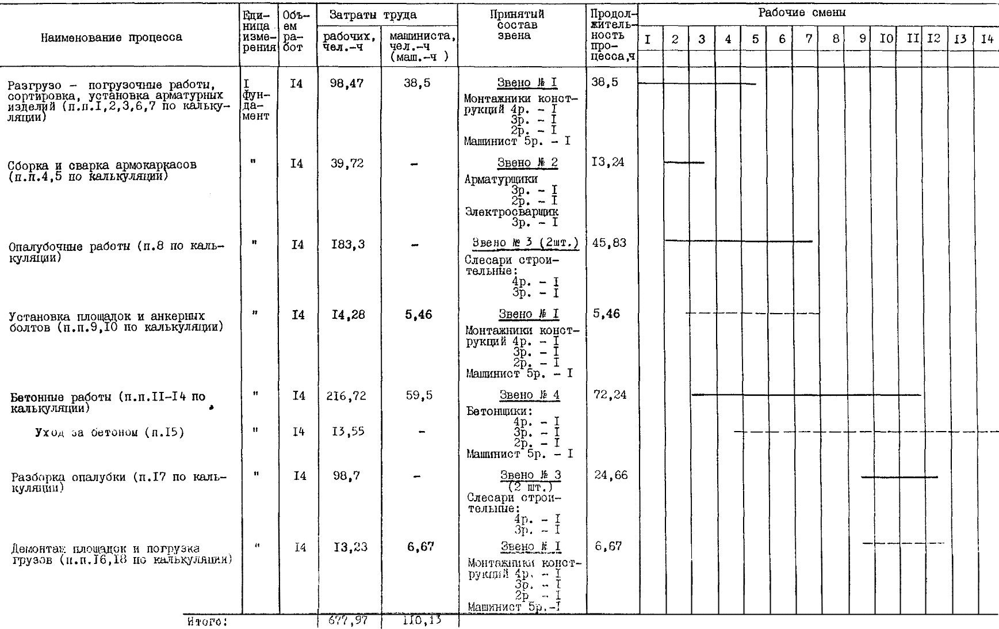 Наименование процесса
Еди-
ница
изме-
рения
Объ-
ем
ра-
бот
Затраты труда
рабочих,
чел.-ч
машиниста,
чел.-ч
(маш.-ч )
Принятый
состав
звена
Продол-
житель-
ность
про-
цесса,ч
Рабочие смены
I 2 3 4 5 6 7 8 9 IO II I2 I3 I4
Разгрузо - погрузочные работы,
сортировка, установка арматурных
изделий (п.п.I,2,3,6,7 по кальку-
ляции)
I
фун-
да-
мент
I4
98,47
38,5
Звено № I
Монтажники конст-
рукций 4р. - I
3р. - I
2р. - I
Машинист 5р. - I
38,5
Сборка и сварка армокаркасов
(п.п.4,5 по калькуляции)
"
I4
39,72
-
Звено № 2
Арматурщики
3р. - I
2р. - I
Электросварщик
3р. - I
I3,24
Опалубочные работы (п.8 по каль-
куляции)
"
I4
I83,3
-
Звено № 3 (2шт.)
Слесари строи-
тельные:
4р. - I
3р. - I
45,83
Установка площадок и анкерных
болтов (п.п.9,IO по калькуляции)
"
I4
I4,28
5,46
Звено № I
Монтажники конст-
рукций 4р. - I
3р. - I
2р. - I
Машинист 5р. - I
5,46
Бетонные работы (п.п.II-I4 по
калькуляции)
"
I4
2I6,72
59,5
Звено № 4
Бетонщики:
4р. - I
3р. - I
2р. - I
Машинист 5р. - I
72,24
Уход за бетоном (п.I5)
"
I4
I3,55
-
Разборка опалубки (п.I7 по каль-
куляции)
"
I4
98,7
-
Звено № 3
(2 шт.)
Слесари строи-
тельные:
4р. - I
3р. - I
24,66
Демонтаж площадок и погрузка
грузов (п.п.I6,I8 по калькуляции)
"
I4
I3,23
6,67
Звено № I
Монтажники конст-
рукций 4р. - I
3р. - I
2р - I
Машинист 5р.-I
6,67
Итого:
677,97
IIO,I3